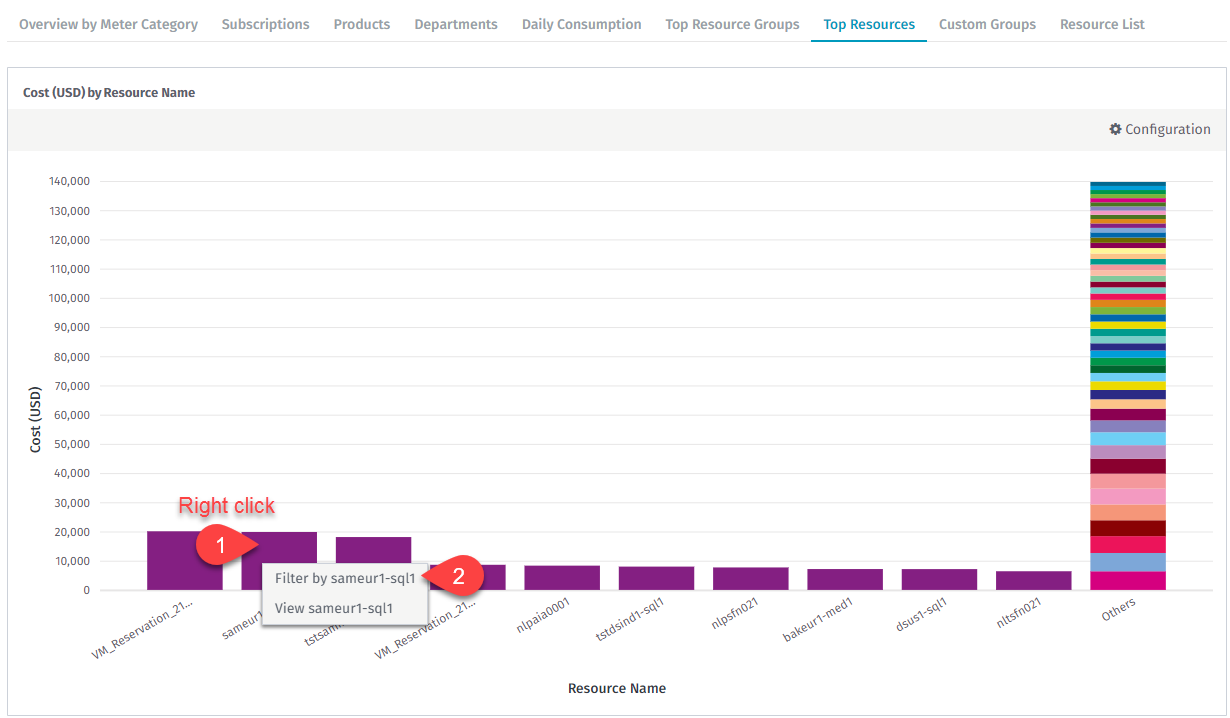 Overview by Meter Category Subscriptions Products Departments Daily Consumption Top Resource Groups Top Resources Custom Groups Resource List
Cost (USD) by Resource Name
Configuration
140,000
130,000
120,000
110,000
100,000
90,000
80,000
70,000
60,000
50,000
40,000
30,000
20,000
10,000
0
Cost (USD)
Right click
1
Filter by sameur1-sql1
2
View sameur1-sql1
VM_Reservation_21...
VM_Reservation_21...
nlpaia0001
tstdsind1-sql1
nlpsfn021
bakeur1-med1
dsus1-sql1
nltsfn021
Others
Resource Name